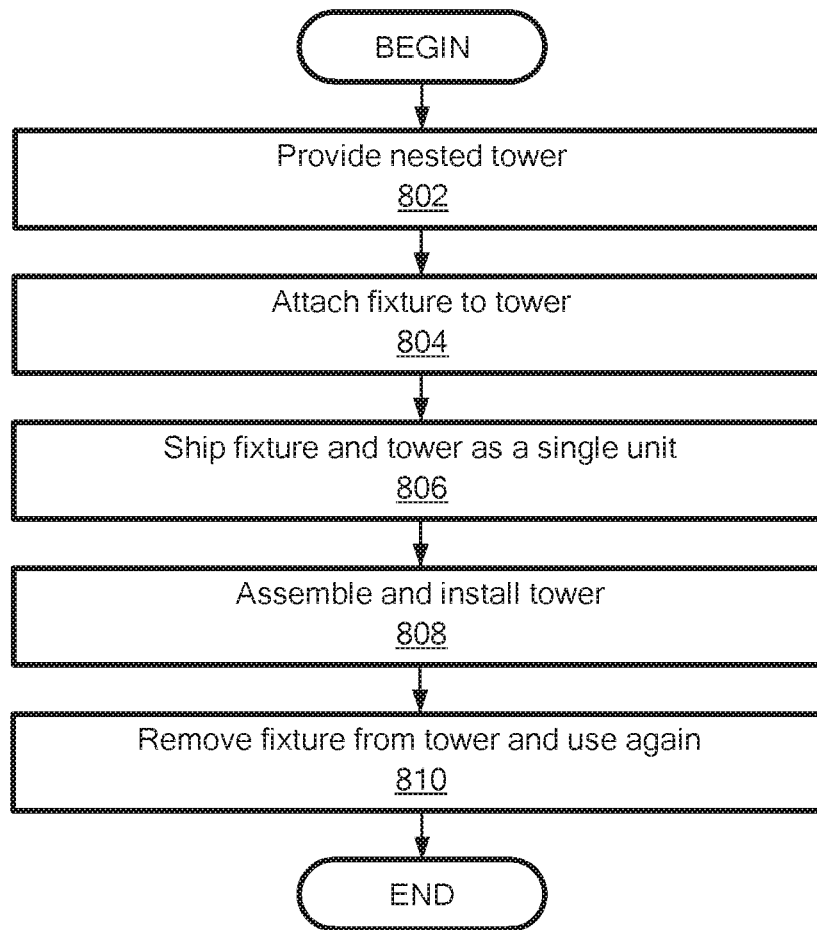 BEGIN
Provide nested tower
802
Attach fixture to tower
804
Ship fixture and tower as a single unit
806
Assemble and install tower
808
Remove fixture from tower and use again
810
END